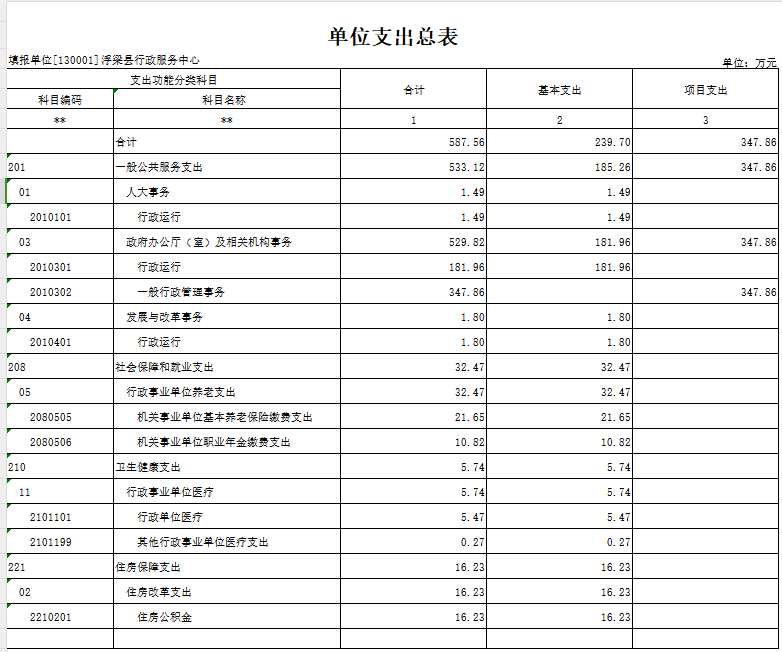 单位支出总表
填报单位[130001]浮梁县行政服务中心 单位：万元
支出功能分类科目 合计 基本支出 项目支出
科目编码 科目名称
** ** 1 2 3
合计 587.56 239.70 347.86
201 一般公共服务支出 533.12 185.26 347.86
01 人大事务 1.49 1.49
2010101 行政运行 1.49 1.49
03 政府办公厅（室）及相关机构事务 529.82 181.96 347.86
2010301 行政运行 181.96 181.96
2010302 一般行政管理事务 347.86 347.86
04 发展与改革事务 1.80 1.80
2010401 行政运行 1.80 1.80
208 社会保障和就业支出 32.47 32.47
05 行政事业单位养老支出 32.47 32.47
2080505 机关事业单位基本养老保险缴费支出 21.65 21.65
2080506 机关事业单位职业年金缴费支出 10.82 10.82
210 卫生健康支出 5.74 5.74
11 行政事业单位医疗 5.74 5.74
2101101 行政单位医疗 5.47 5.47
2101199 其他行政事业单位医疗支出 0.27 0.27
221 住房保障支出 16.23 16.23
02 住房改革支出 16.23 16.23
2210201 住房公积金 16.23 16.23